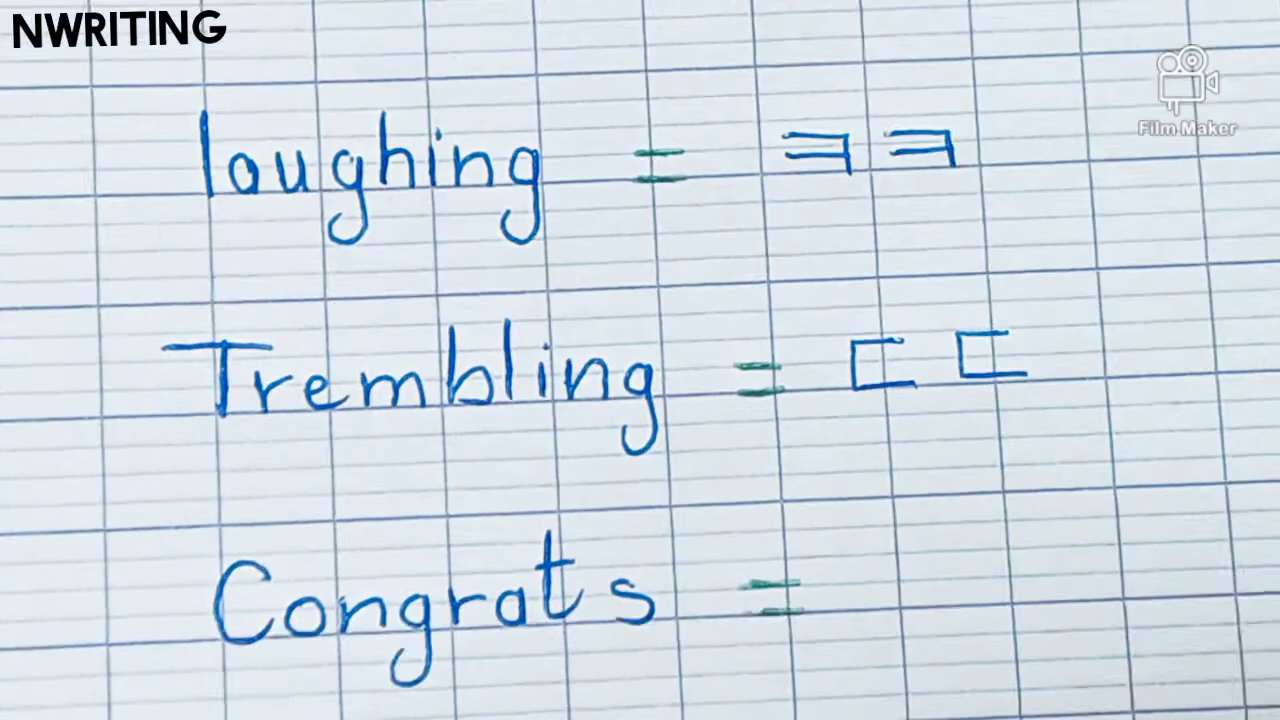 NWRITING
Film Maker
laughing = ㅋㅋ
Trembling = ㄷㄷ
Congrats =